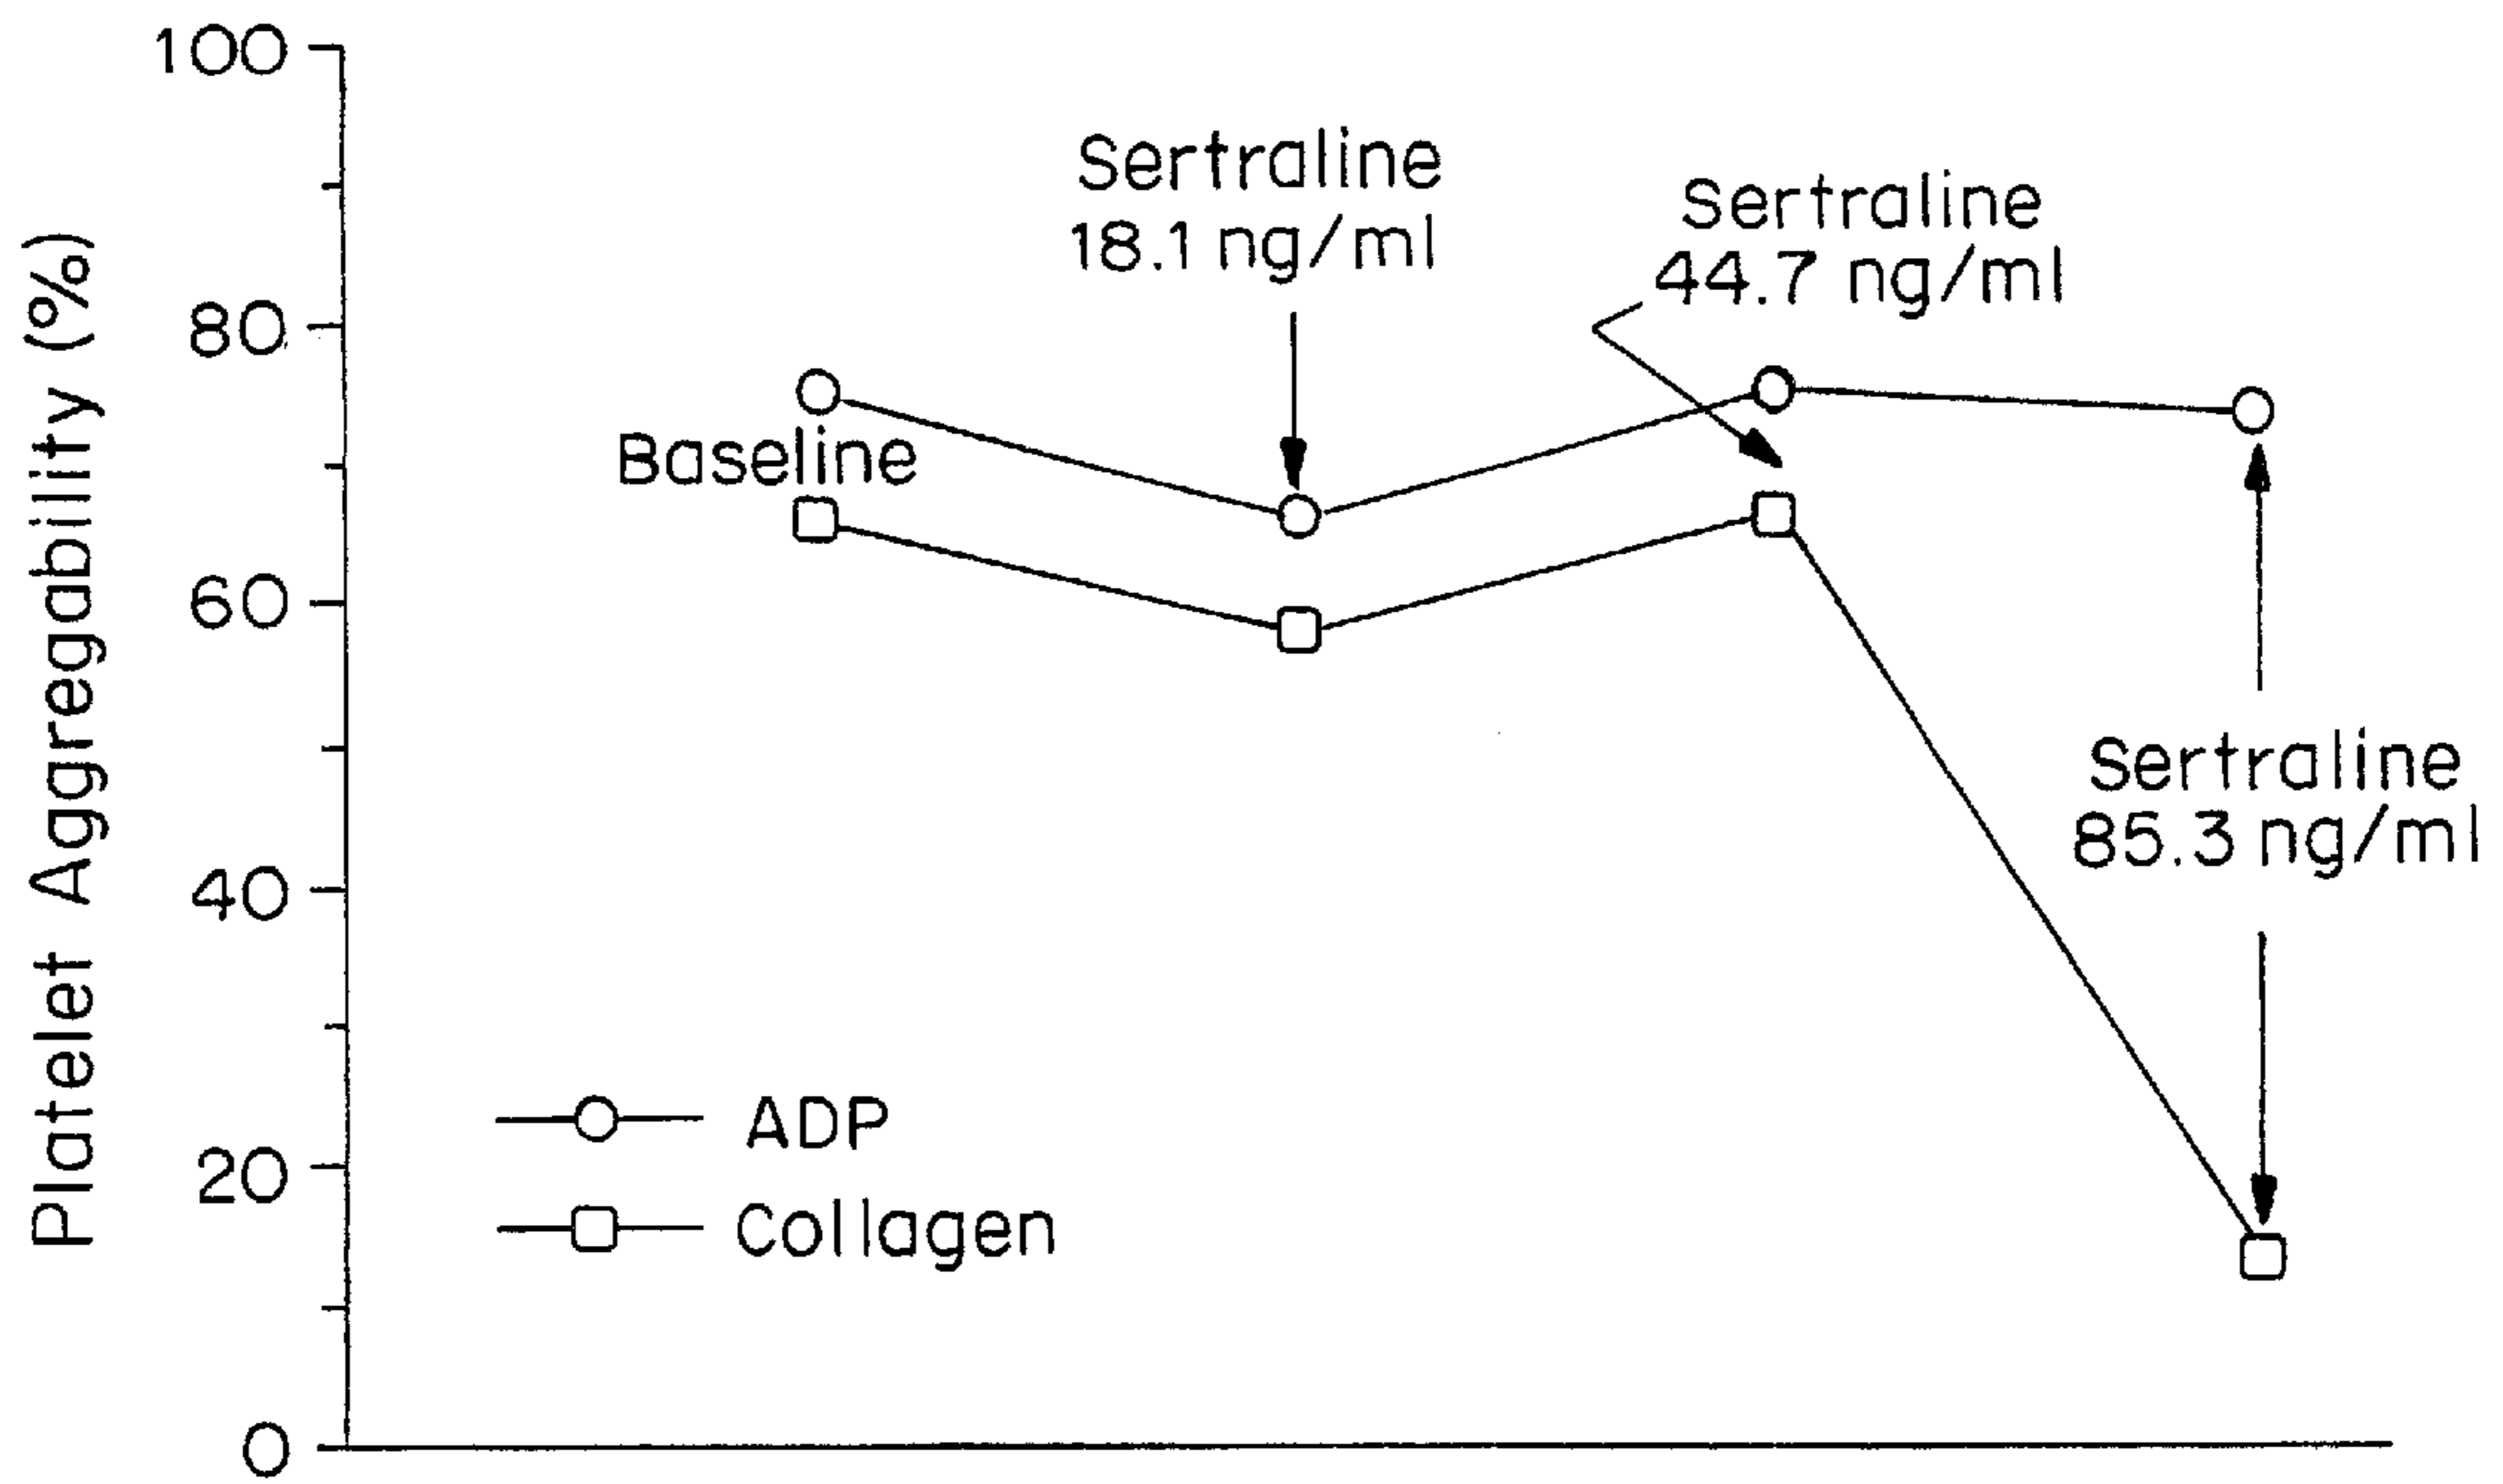 Platelet Aggregability (%)
100
80
60
40
20
0
Baseline
Sertraline
18.1 ng/ml
Sertraline
44.7 ng/ml
Sertraline
85.3 ng/ml
ADP
Collagen